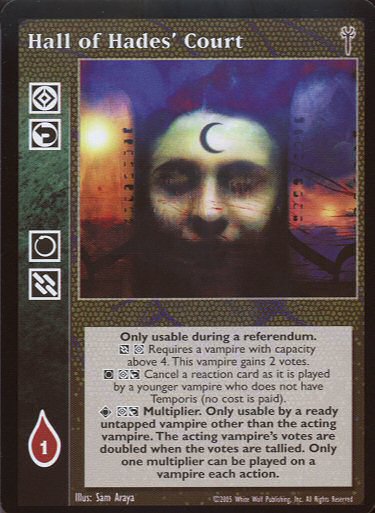 Hall of Hades' Court
Only usable during a referendum.
Requires a vampire with capacity
above 4. This vampire gains 2 votes.
Cancel a reaction card as it is played
by a younger vampire who does not have
Temporis (no cost is paid).
Multiplier. Only usable by a ready
untapped vampire other than the acting
vampire. The acting vampire's votes are
doubled when the votes are tallied. Only
one multiplier can be played on a
vampire each action.
1
Illus: Sam Araya
©2005 White Wolf Publishing, Inc. All Rights Reserved